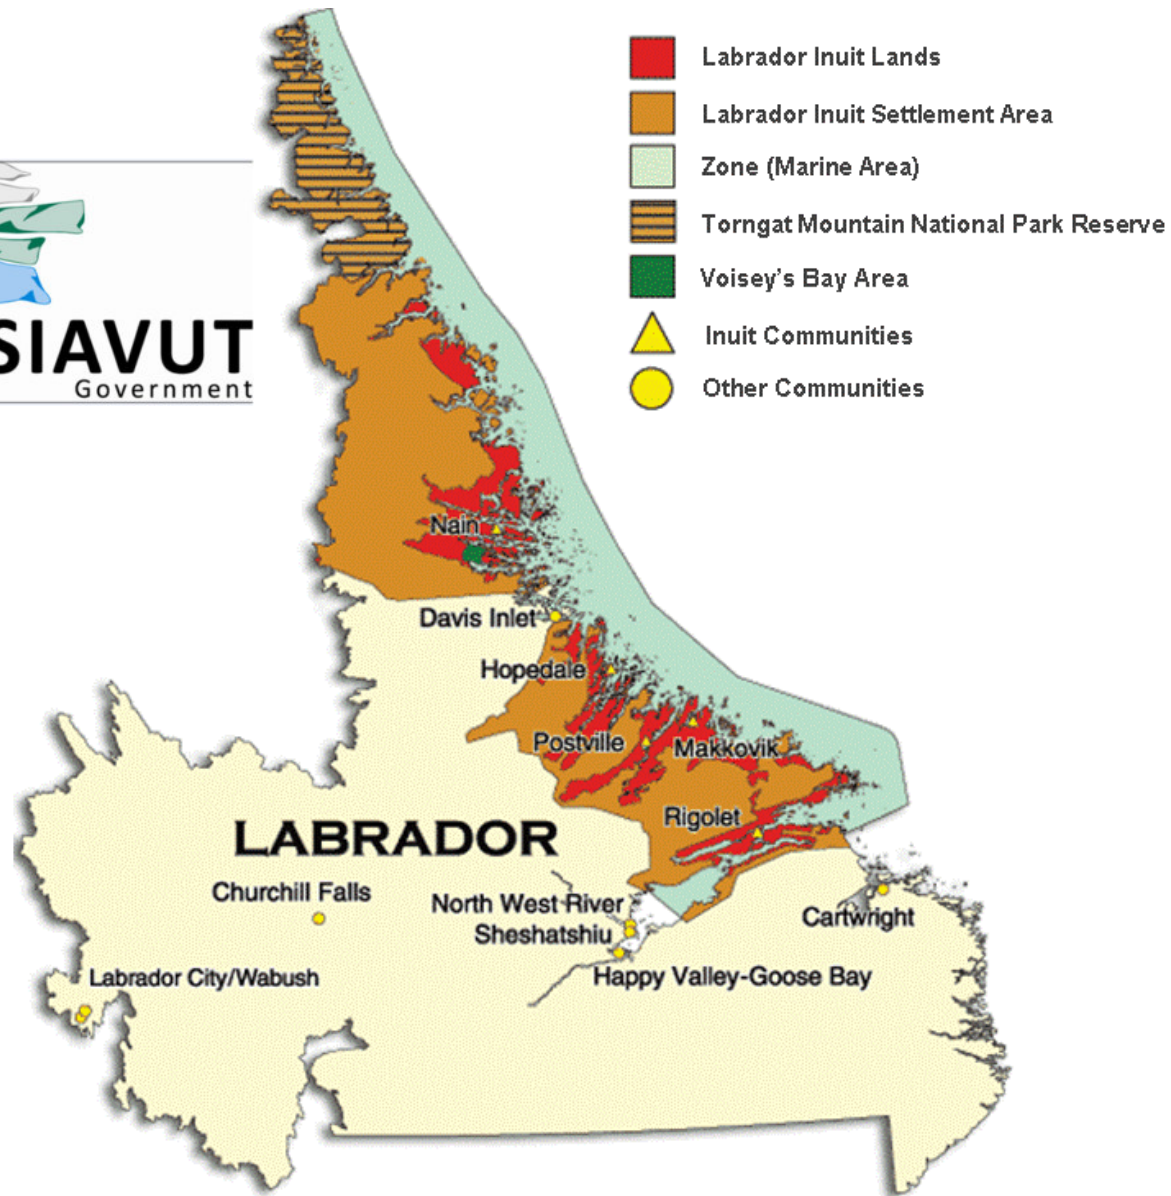 Labrador Inuit Lands
Labrador Inuit Settlement Area
Zone (Marine Area)
Torngat Mountain National Park Reserve
Voisey's Bay Area
Inuit Communities
Other Communities
SIAVUT
Government
Nain
Davis Inlet
Hopedale
Postville
Makkovik
Rigolet
LABRADOR
Churchill Falls
North West River
Sheshatshiu
Cartwright
Labrador City/Wabush
Happy Valley-Goose Bay